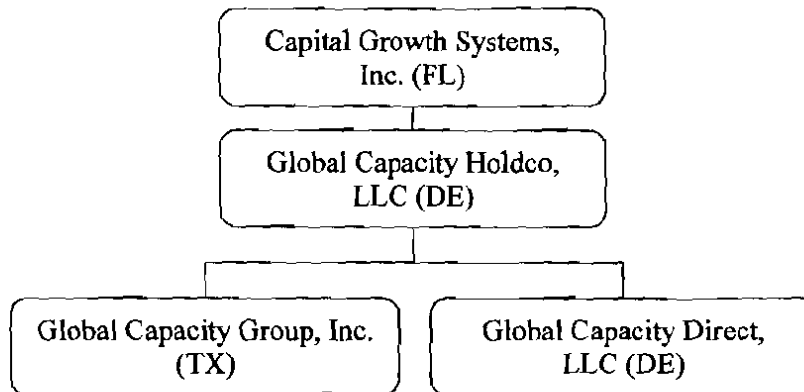 Capital Growth Systems,
Inc. (FL)
Global Capacity Holdco,
LLC (DE)
Global Capacity Group, Inc.
(TX)
Global Capacity Direct,
LLC (DE)